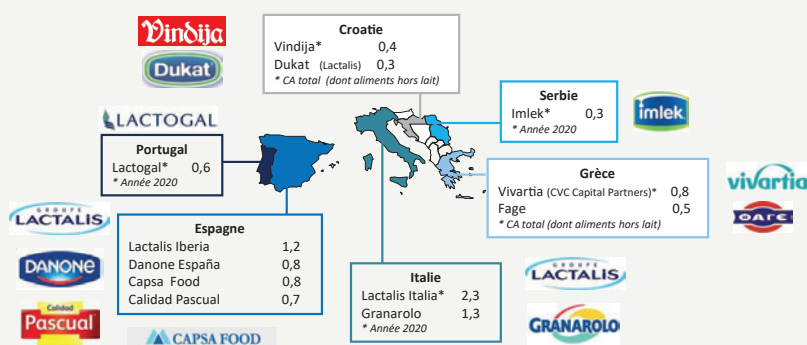 Vindija
Dukat
LACTOGAL
Croatie
Vindija* 0,4
Dukat (Lactalis) 0,3
* CA total (dont aliments hors lait)
Serbie
Imlek* 0,3
* Année 2020
imlek
Portugal
Lactogal* 0,6
* Année 2020
Grèce
Vivartia (CVC Capital Partners)* 0,8
Fage 0,5
* CA total (dont aliments hors lait)
vivartia
ΦΑΓΕ
GROUPE
LACTALIS
DANONE
Calidad
Pascual
Espagne
Lactalis Iberia 1,2
Danone España 0,8
Capsa Food 0,8
Calidad Pascual 0,7
CAPSA FOOD
Italie
Lactalis Italia* 2,3
Granarolo 1,3
* Année 2020
GROUPE
LACTALIS
GRANAROLO